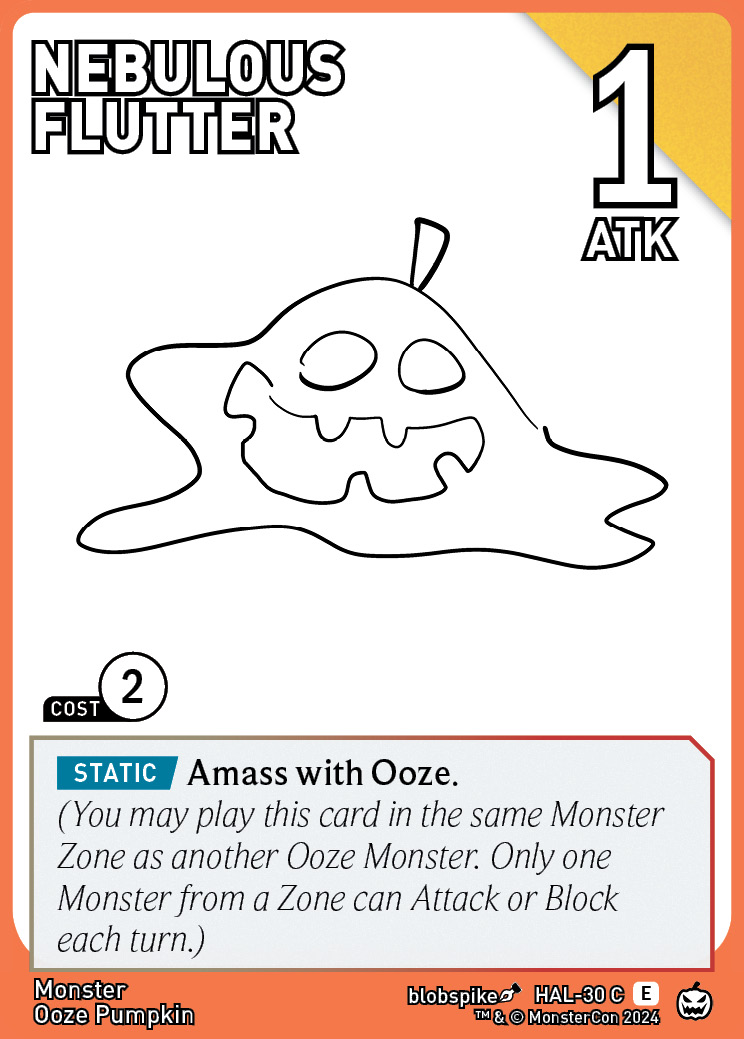 NEBULOUS
FLUTTER
1
ATK
COST 2
STATIC Amass with Ooze.
(You may play this card in the same Monster
Zone as another Ooze Monster. Only one
Monster from a Zone can Attack or Block
each turn.)
Monster
Ooze Pumpkin
blobspike HAL-30 C E
™ & © MonsterCon 2024